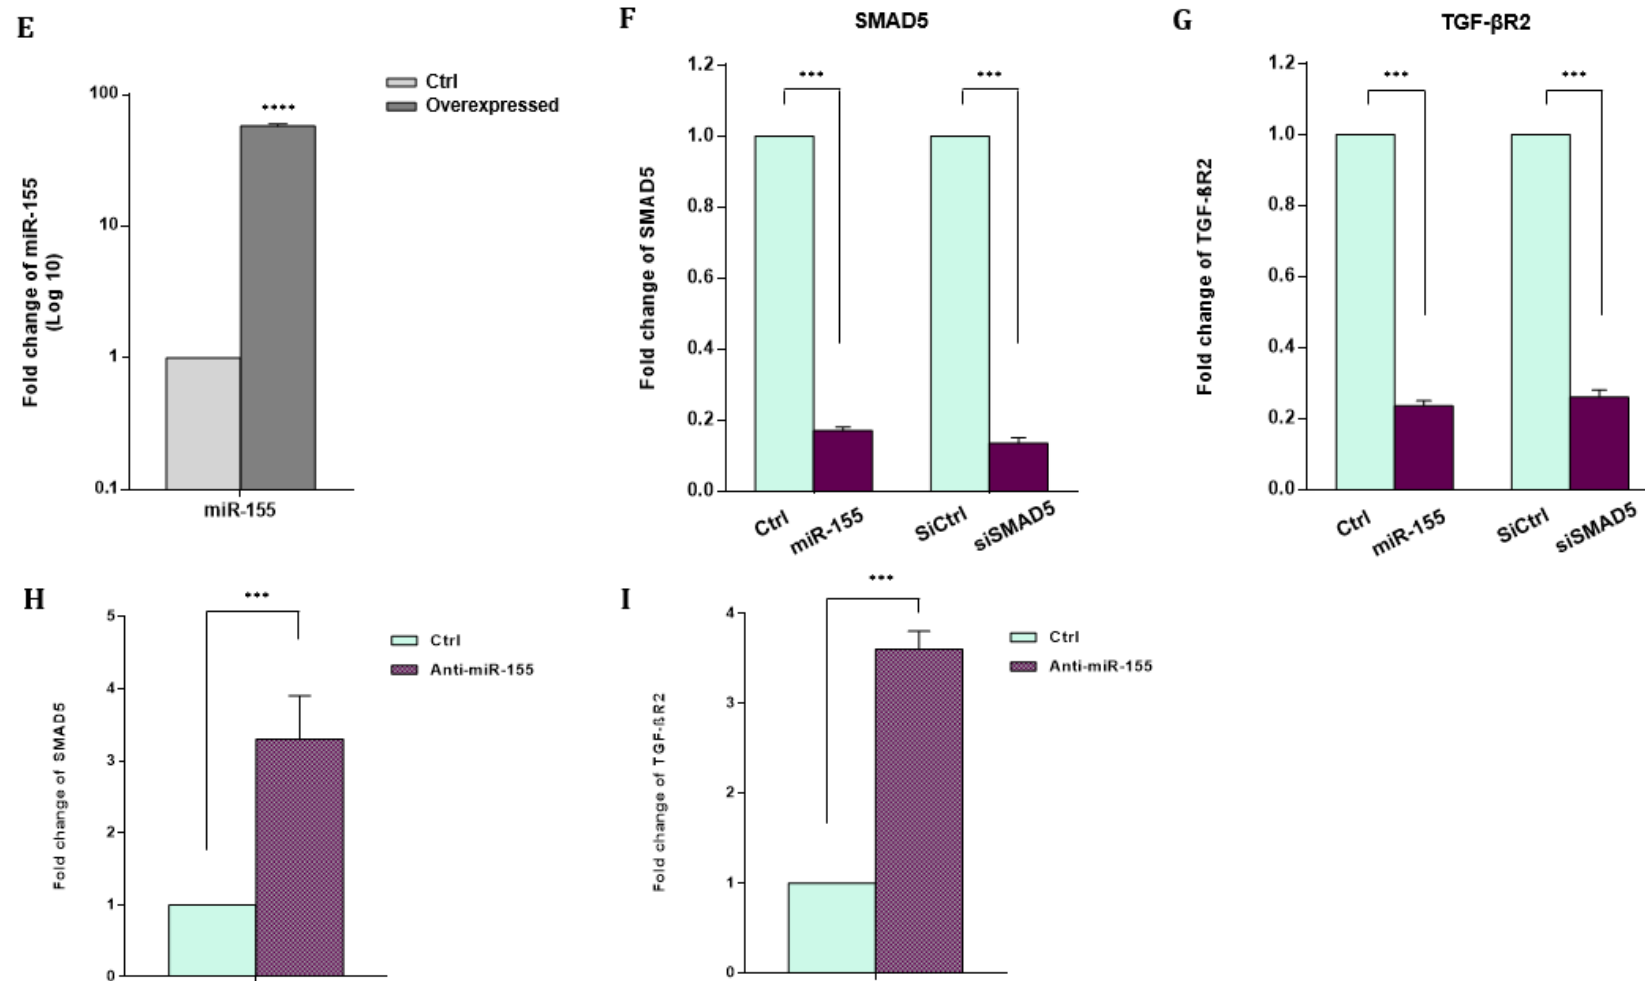 E
Fold change of miR-155
(Log 10)
100
10
1
0.1
****
miR-155
Ctrl
Overexpressed
F
SMAD5
Fold change of SMAD5
1.2
1.0
0.8
0.6
0.4
0.2
0.0
***
***
Ctrl
miR-155
SiCtrl
siSMAD5
G
TGF-βR2
Fold change of TGF-ßR2
1.2
1.0
0.8
0.6
0.4
0.2
0.0
***
***
Ctrl
miR-155
SiCtrl
siSMAD5
H
Fold change of SMAD5
5
4
3
2
1
0
***
Ctrl
Anti-miR-155
I
Fold change of TGF-ßR2
4
3
2
1
0
***
Ctrl
Anti-miR-155